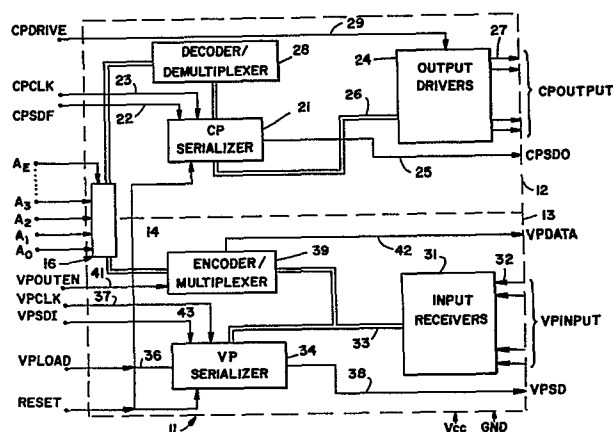 CPDRIVE
29
DECODER/
DEMULTIPLEXER
28
24
OUTPUT
DRIVERS
27
CPOUTPUT
CPCLK
23
CPSDF
22
21
CP
SERIALIZER
26
25
CPSDO
12
AE
A3
A2
A1
A0
16
14
13
VPOUTEN
41
ENCODER/
MULTIPLEXER
39
42
VPDATA
31
32
INPUT
RECEIVERS
VPINPUT
VPCLK
37
VPSDI
43
33
VPLOAD
36
VP
SERIALIZER
34
38
VPSD
RESET
11
Vcc
GND